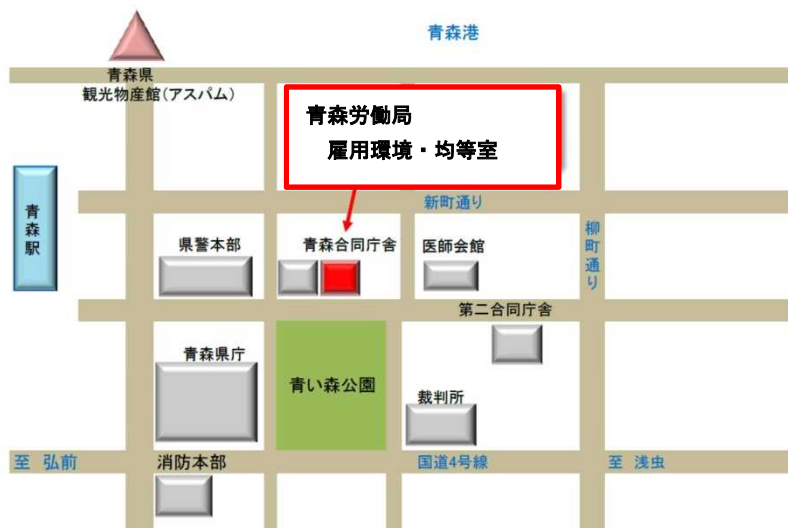 青森港
青森県
観光物産館(アスパム)
青森労働局
雇用環境・均等室
新町通り
青森駅
県警本部
青森合同庁舎
医師会館
柳町通り
第二合同庁舎
青森県庁
青い森公園
裁判所
至 弘前
消防本部
国道4号線
至 浅虫